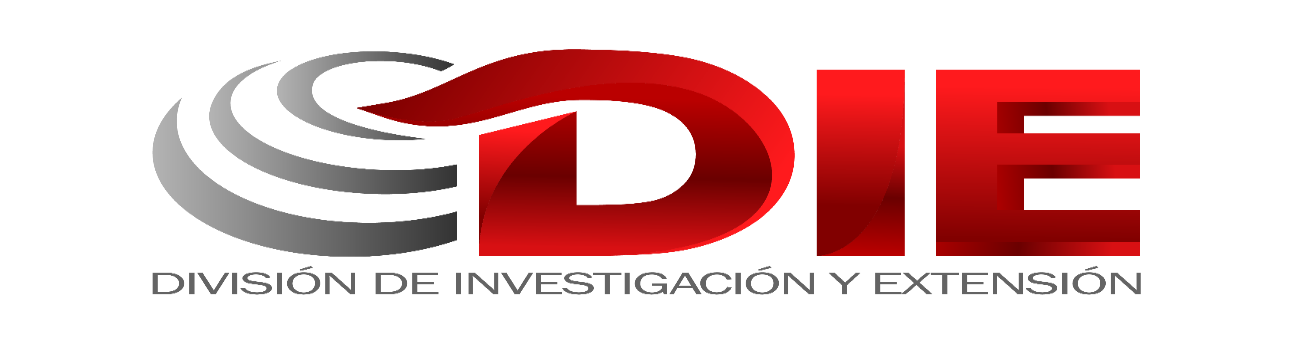 DIE
DIVISIÓN DE INVESTIGACIÓN Y EXTENSIÓN